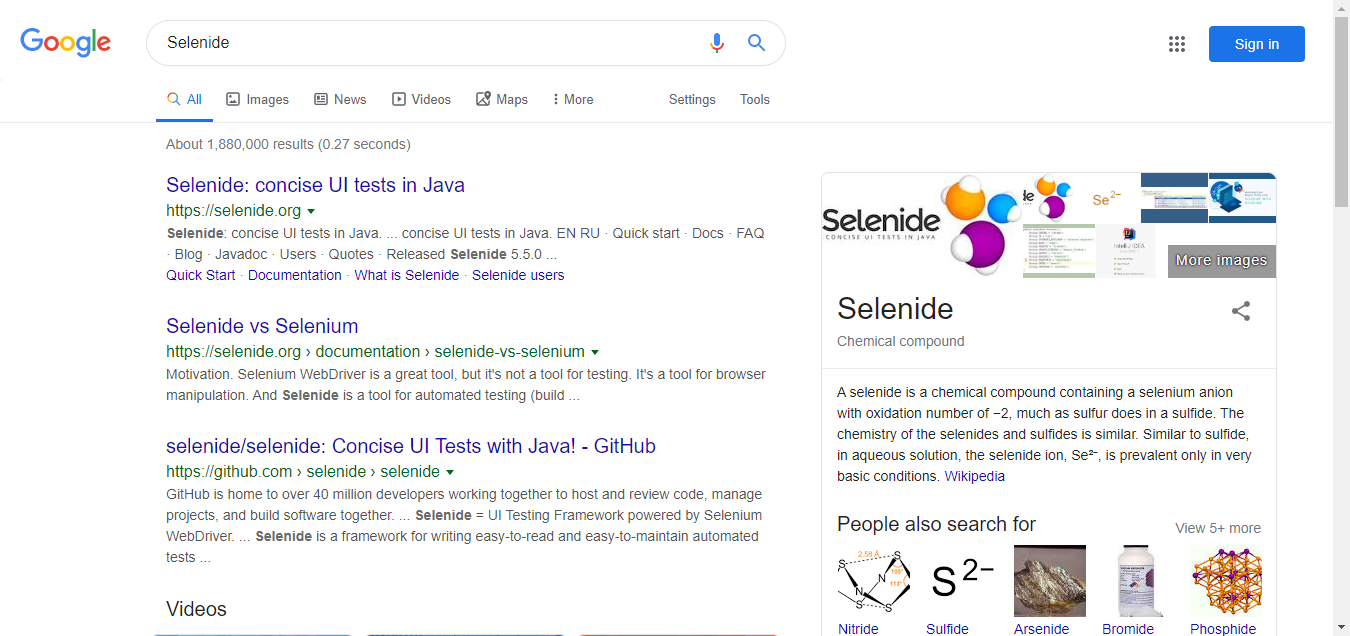 Google
Selenide
Sign in
All
Images
News
Videos
Maps
More
Settings
Tools
About 1,880,000 results (0.27 seconds)
Selenide: concise UI tests in Java
https://selenide.org
Selenide: concise UI tests in Java. ... concise UI tests in Java. EN RU · Quick start · Docs · FAQ
· Blog · Javadoc · Users · Quotes · Released Selenide 5.5.0 ...
Quick Start · Documentation · What is Selenide · Selenide users
Selenide vs Selenium
https://selenide.org › documentation › selenide-vs-selenium
Motivation. Selenium WebDriver is a great tool, but it's not a tool for testing. It's a tool for browser
manipulation. And Selenide is a tool for automated testing (build ...
selenide/selenide: Concise UI Tests with Java! - GitHub
https://github.com › selenide › selenide
GitHub is home to over 40 million developers working together to host and review code, manage
projects, and build software together. ... Selenide = UI Testing Framework powered by Selenium
WebDriver. ... Selenide is a framework for writing easy-to-read and easy-to-maintain automated
tests ...
Videos
Selenide
CONCISE UI TESTS IN JAVA
Se²⁻
IntelliJ IDEA
More images
Selenide
Chemical compound
A selenide is a chemical compound containing a selenium anion
with oxidation number of −2, much as sulfur does in a sulfide. The
chemistry of the selenides and sulfides is similar. Similar to sulfide,
in aqueous solution, the selenide ion, Se²⁻, is prevalent only in very
basic conditions. Wikipedia
People also search for
View 5+ more
2.58 Å
S
S
N
N
S
S
S²⁻
Nitride
Sulfide
Arsenide
Bromide
Phosphide